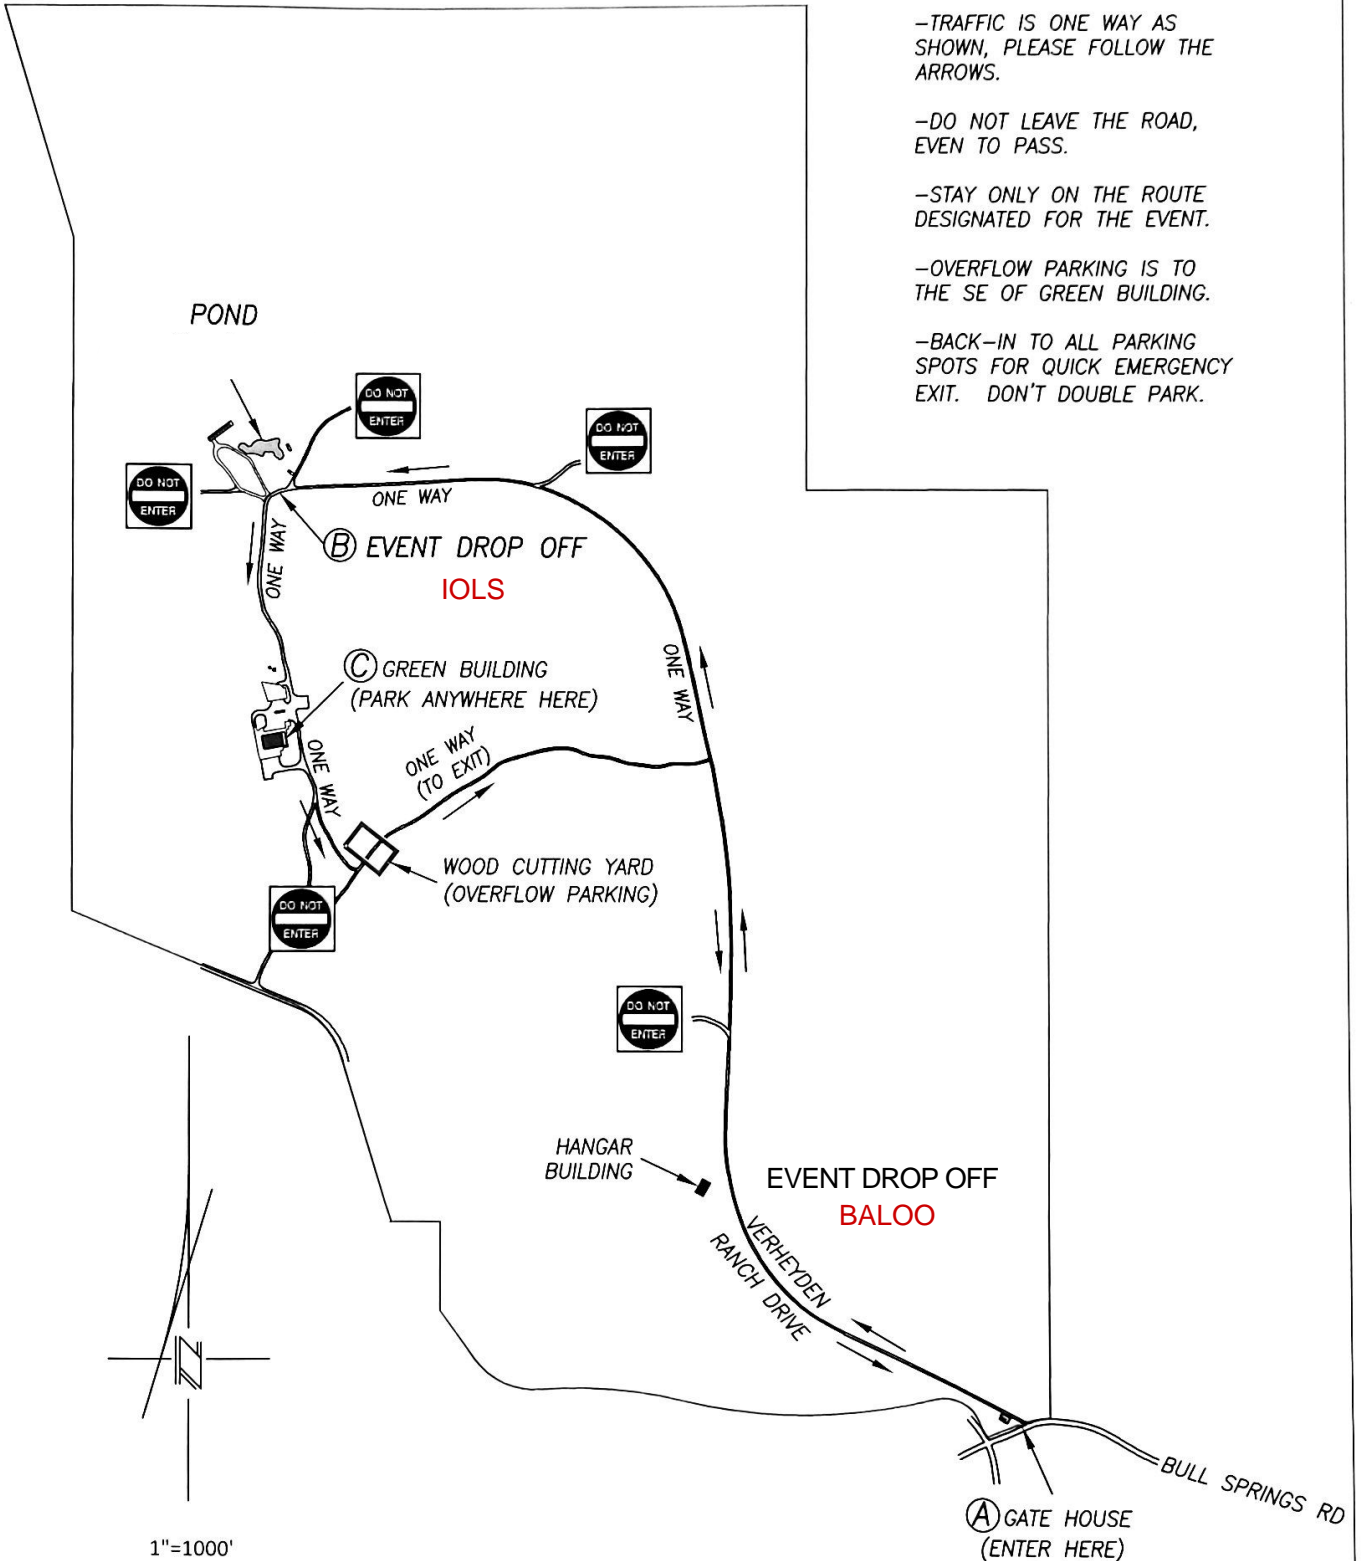 -TRAFFIC IS ONE WAY AS
SHOWN, PLEASE FOLLOW THE
ARROWS.
-DO NOT LEAVE THE ROAD,
EVEN TO PASS.
-STAY ONLY ON THE ROUTE
DESIGNATED FOR THE EVENT.
-OVERFLOW PARKING IS TO
THE SE OF GREEN BUILDING.
-BACK-IN TO ALL PARKING
SPOTS FOR QUICK EMERGENCY
EXIT. DON'T DOUBLE PARK.
POND
DO NOT
ENTER
DO NOT
ENTER
DO NOT
ENTER
ONE WAY
ONE WAY
B EVENT DROP OFF
IOLS
ONE WAY
C GREEN BUILDING
(PARK ANYWHERE HERE)
ONE WAY
ONE WAY
(TO EXIT)
WOOD CUTTING YARD
(OVERFLOW PARKING)
DO NOT
ENTER
DO NOT
ENTER
HANGAR
BUILDING
EVENT DROP OFF
BALOO
VERHEYDEN
RANCH DRIVE
N
BULL SPRINGS RD
A GATE HOUSE
(ENTER HERE)
1"=1000'